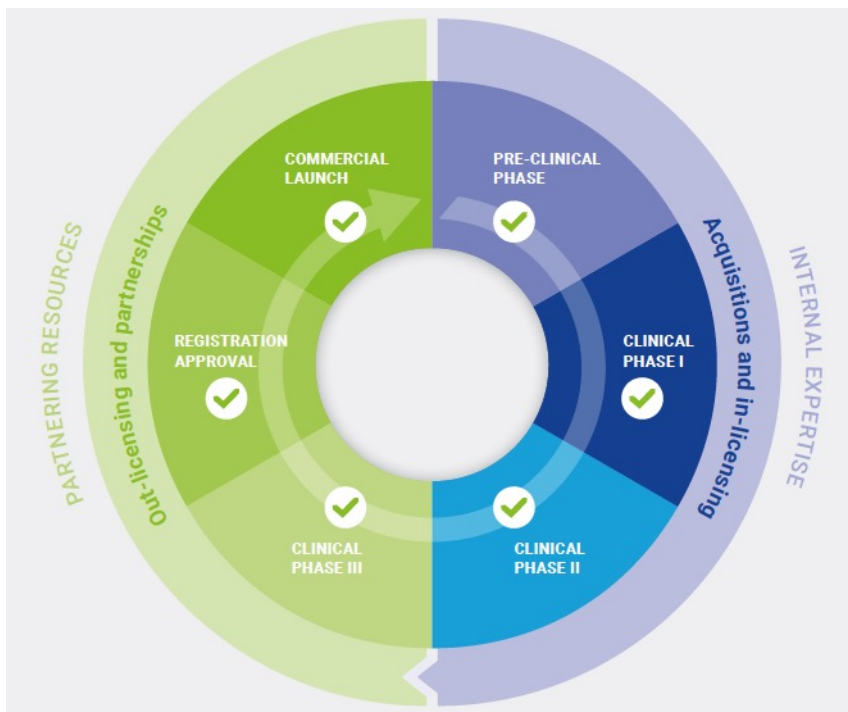 COMMERCIAL
LAUNCH
PRE-CLINICAL
PHASE
REGISTRATION
APPROVAL
CLINICAL
PHASE I
CLINICAL
PHASE III
CLINICAL
PHASE II
PARTNERING RESOURCES
Out-licensing and partnerships
Acquisitions and in-licensing
INTERNAL EXPERTISE